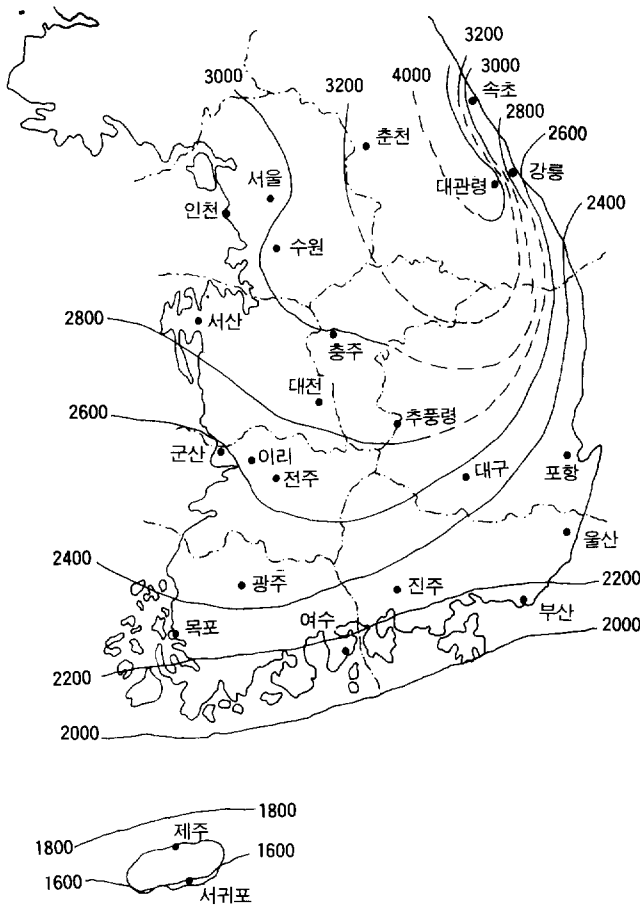 3200
3000
3000
3200
4000
속초
2800
2600
춘천
강릉
대관령
서울
2400
인천
수원
2800
서산
충주
대전
2600
추풍령
군산
이리
전주
대구
포항
울산
2400
광주
진주
2200
부산
여수
목포
2000
2200
2000
1800
제주
1800
1600
1600
서귀포